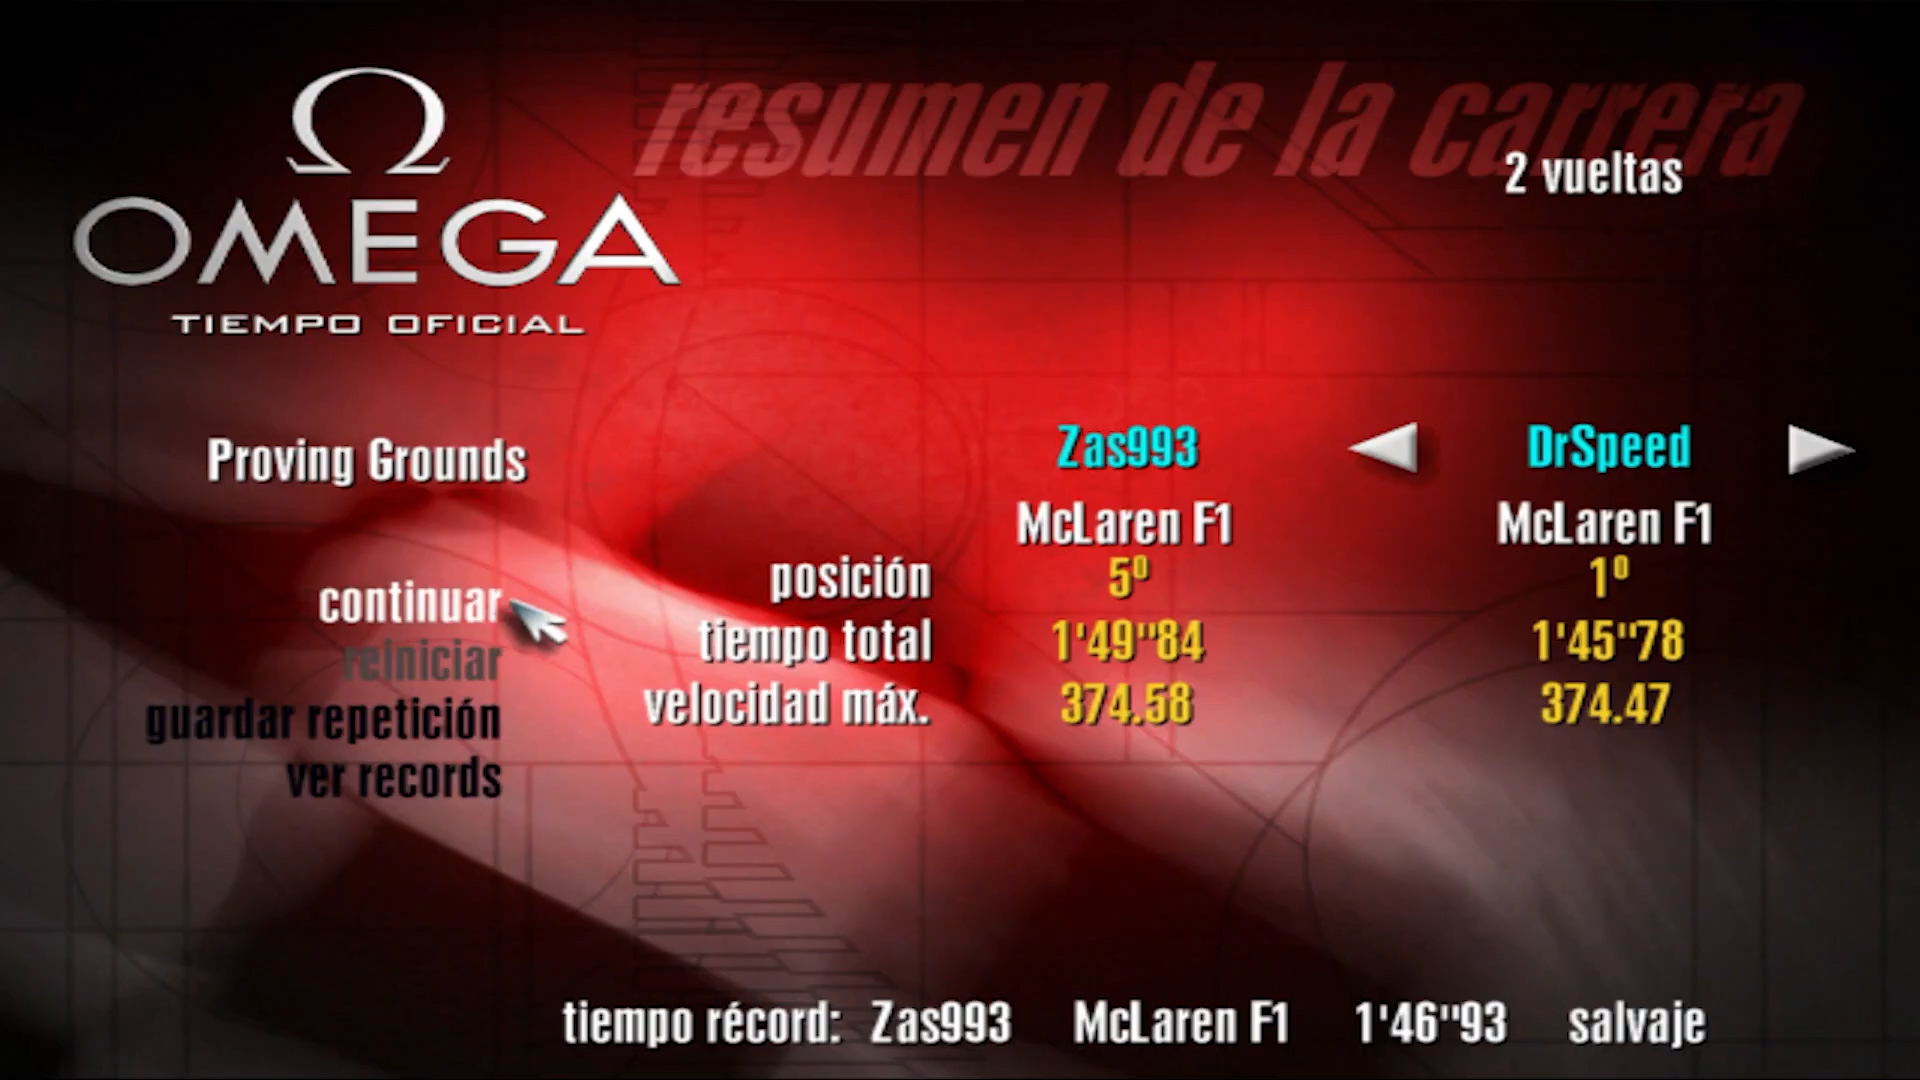 resumen de la carrera
2 vueltas
Ω
OMEGA
TIEMPO OFICIAL
Proving Grounds
Zas993 DrSpeed
McLaren F1 McLaren F1
posición 5º 1º
tiempo total 1'49"84 1'45"78
velocidad máx. 374.58 374.47
continuar
reiniciar
guardar repetición
ver records
tiempo récord: Zas993 McLaren F1 1'46"93 salvaje